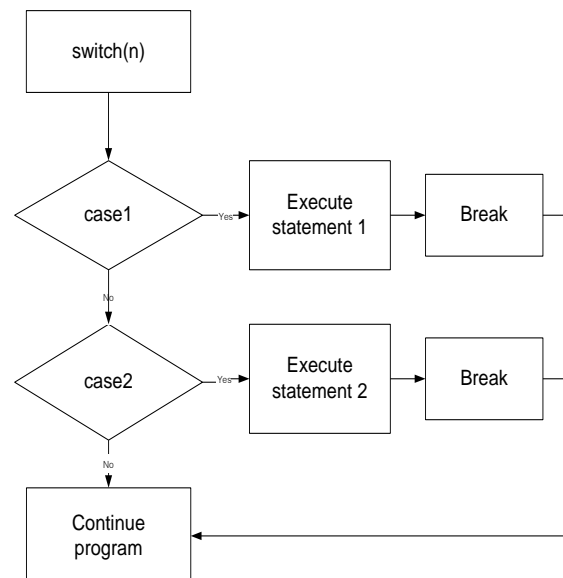 switch(n)
case1
Yes
Execute
statement 1
Break
No
case2
Yes
Execute
statement 2
Break
No
Continue
program